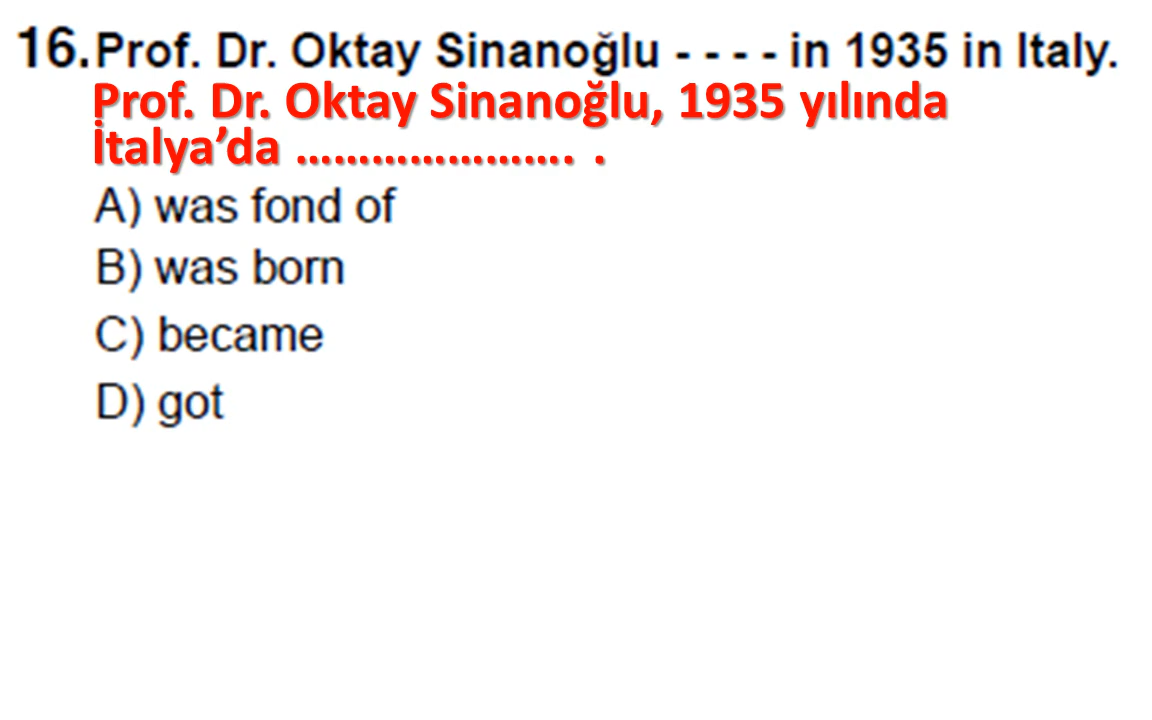 16.Prof. Dr. Oktay Sinanoğlu - - - - in 1935 in Italy.
Prof. Dr. Oktay Sinanoğlu, 1935 yılında
İtalya’da ...................... .
A) was fond of
B) was born
C) became
D) got